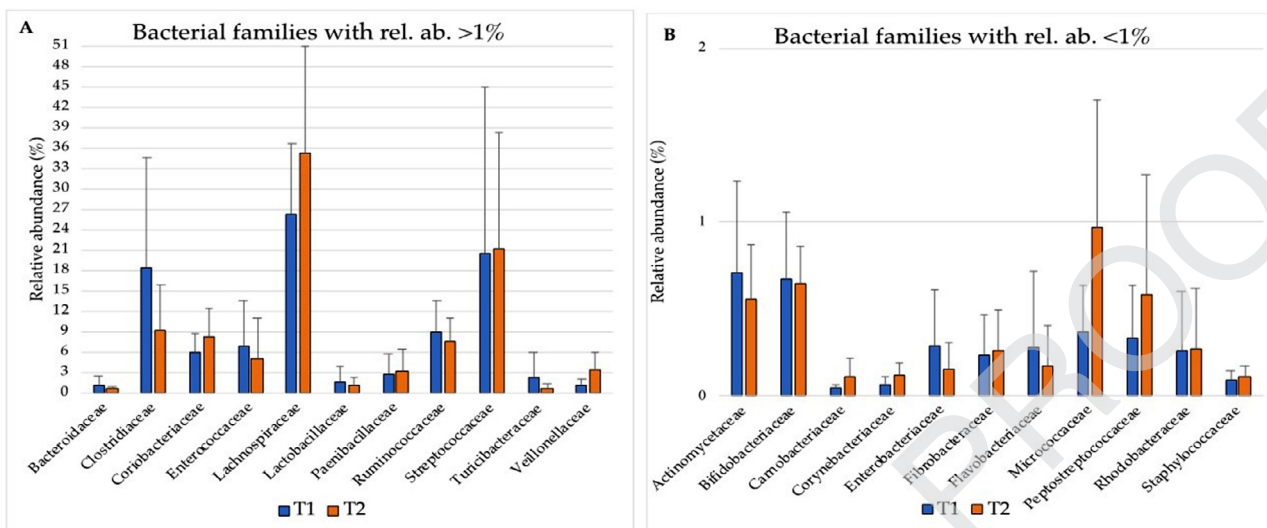 A
Bacterial families with rel. ab. >1%
Relative abundance (%)
51
48
45
42
39
36
33
30
27
24
21
18
15
12
9
6
3
0
Bacteroidaceae
Clostridiaceae
Coriobacteriaceae
Enterococcaceae
Lachnospiraceae
Lactobacillaceae
Paenibacillaceae
Ruminococcaceae
Streptococcaceae
Turicibacteraceae
Veillonellaceae
T1 T2
B
Bacterial families with rel. ab. <1%
Relative abundance (%)
2
1
0
Actinomycetaceae
Bifidobacteriaceae
Carnobacteriaceae
Corynebacteriaceae
Enterobacteriaceae
Fibrobacteraceae
Flavobacteriaceae
Micrococcaceae
Peptostreptococcaceae
Rhodobacteraceae
Staphylococcaceae
T1 T2
PROOF